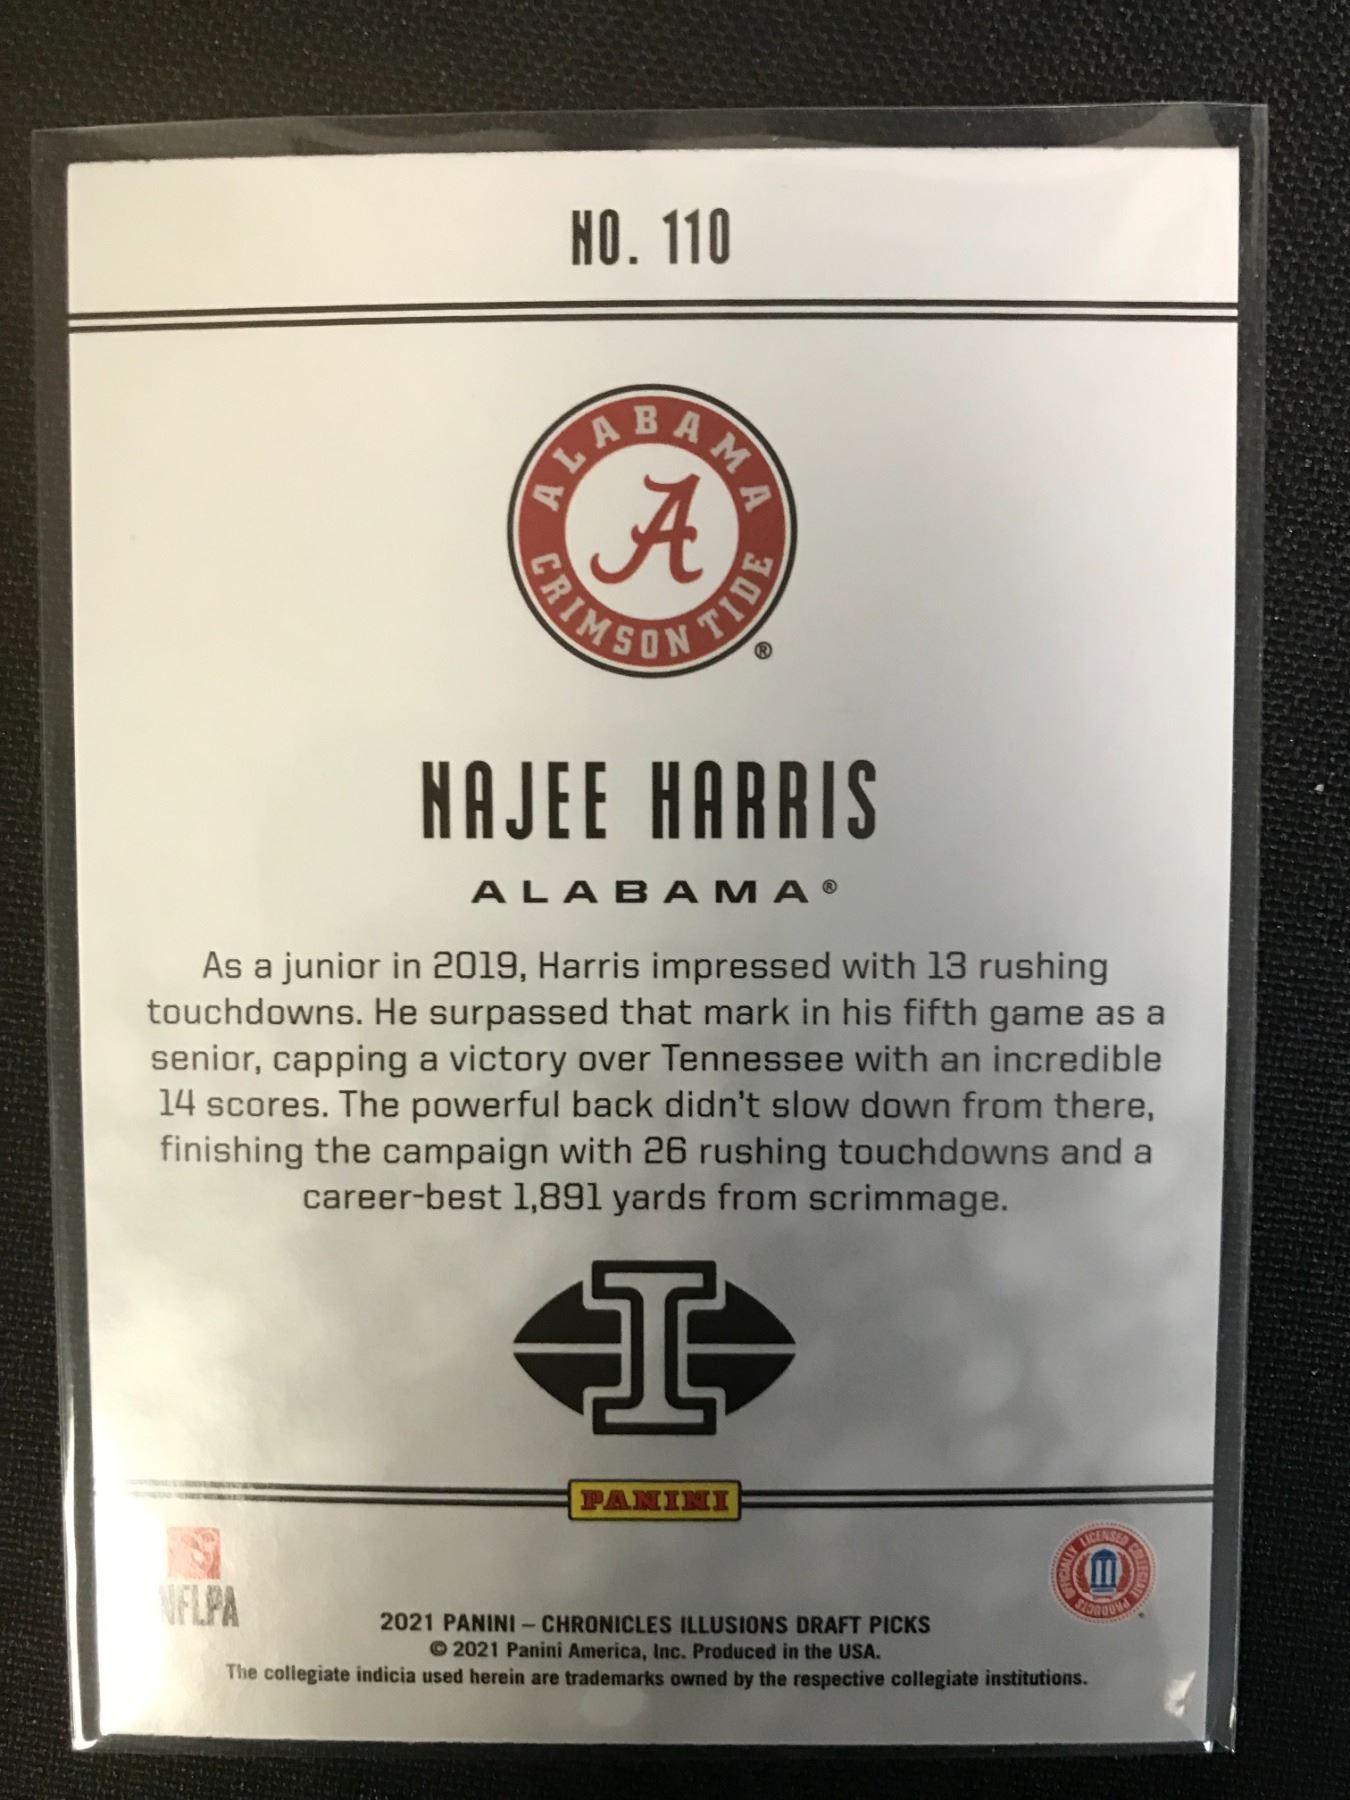 NO. 110
ALABAMA
A
CRIMSON TIDE
®
NAJEE HARRIS
ALABAMA®
As a junior in 2019, Harris impressed with 13 rushing
touchdowns. He surpassed that mark in his fifth game as a
senior, capping a victory over Tennessee with an incredible
14 scores. The powerful back didn't slow down from there,
finishing the campaign with 26 rushing touchdowns and a
career-best 1,891 yards from scrimmage.
I
PANINI
NFLPA
OFFICIALLY LICENSED COLLEGIATE PRODUCTS
2021 PANINI – CHRONICLES ILLUSIONS DRAFT PICKS
© 2021 Panini America, Inc. Produced in the USA.
The collegiate indicia used herein are trademarks owned by the respective collegiate institutions.